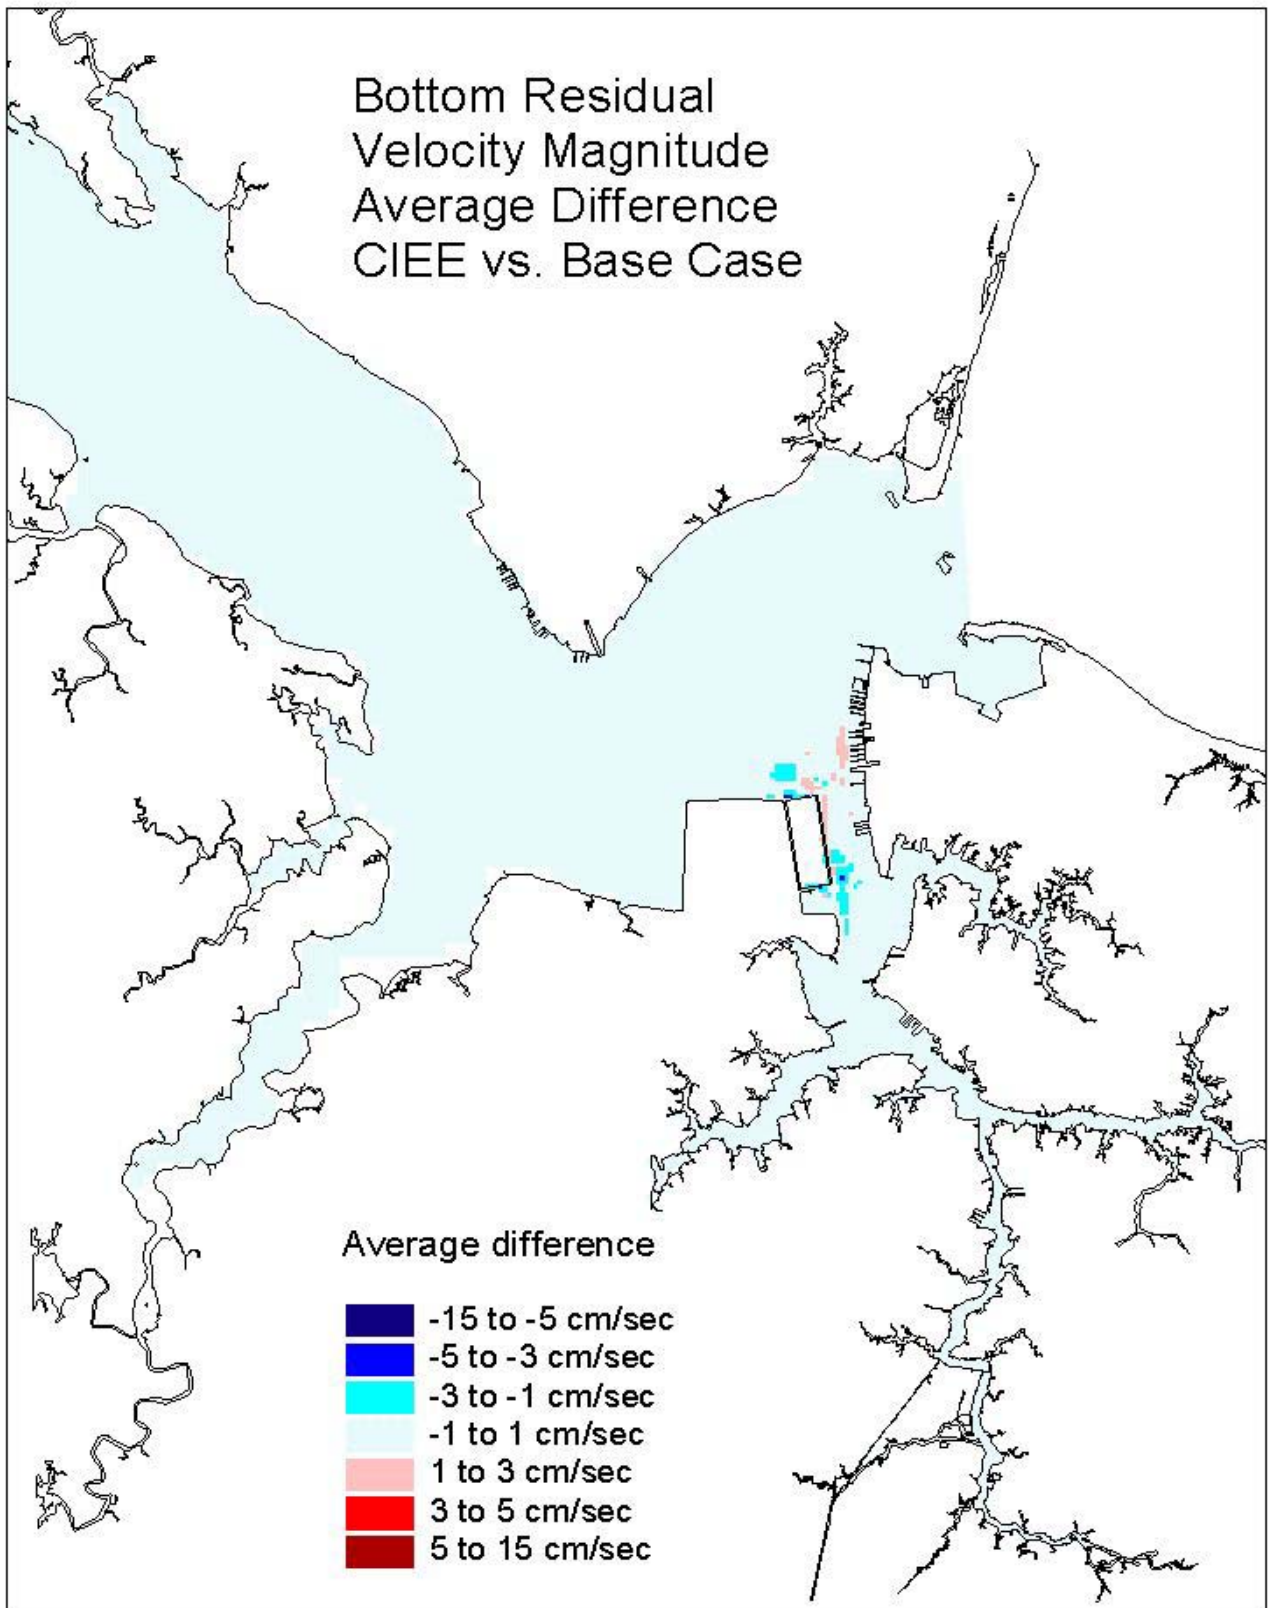 Bottom Residual
Velocity Magnitude
Average Difference
CIEE vs. Base Case
Average difference
-15 to -5 cm/sec
-5 to -3 cm/sec
-3 to -1 cm/sec
-1 to 1 cm/sec
1 to 3 cm/sec
3 to 5 cm/sec
5 to 15 cm/sec